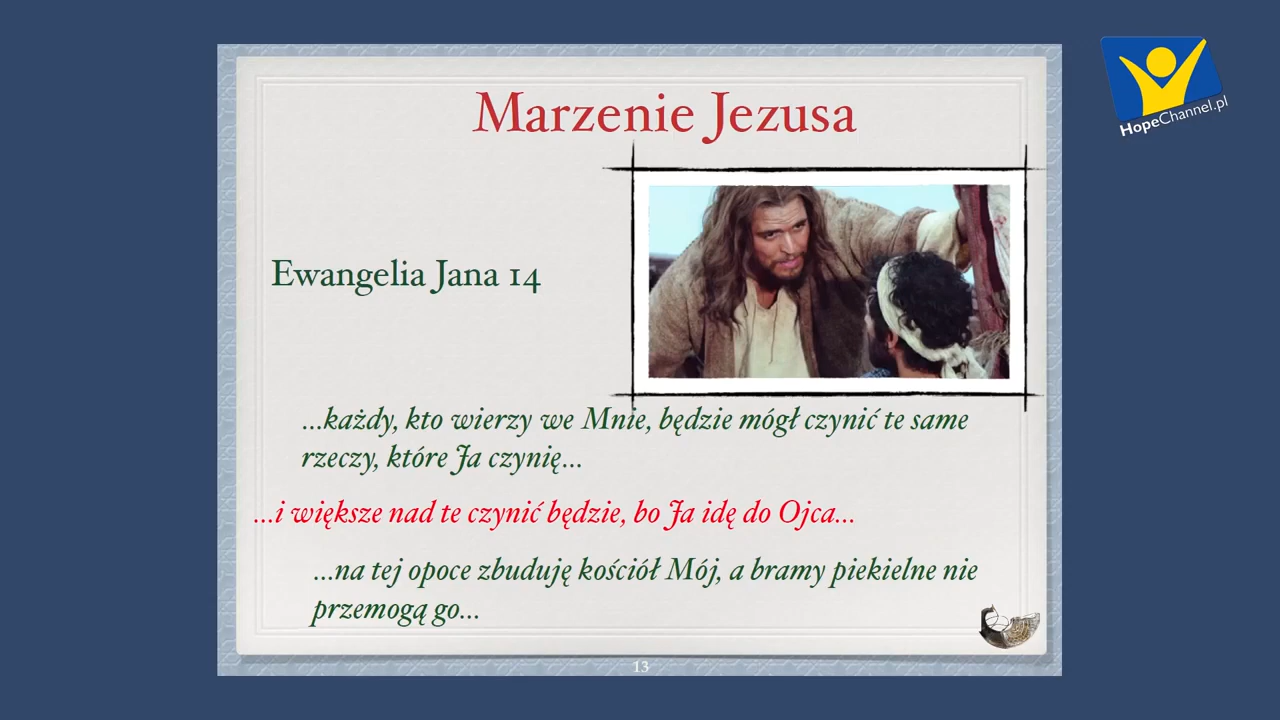 Marzenie Jezusa
HopeChannel.pl
Ewangelia Jana 14
...każdy, kto wierzy we Mnie, będzie mógł czynić te same
rzeczy, które Ja czynię...
...i większe nad te czynić będzie, bo Ja idę do Ojca...
...na tej opoce zbuduję kościół Mój, a bramy piekielne nie
przemogą go...
13